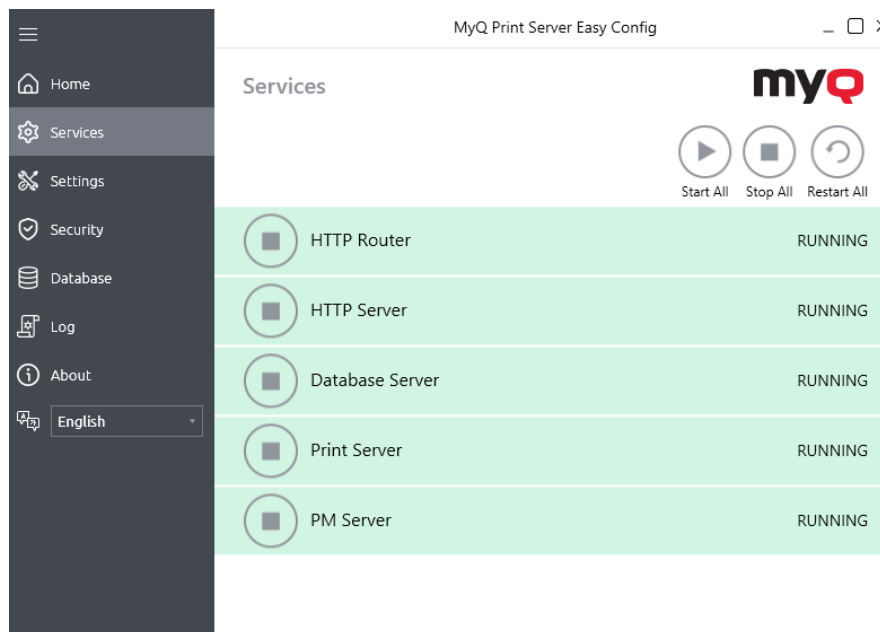 MyQ Print Server Easy Config
Home
Services
Settings
Security
Database
Log
About
English
Services
myQ
Start All
Stop All
Restart All
HTTP Router RUNNING
HTTP Server RUNNING
Database Server RUNNING
Print Server RUNNING
PM Server RUNNING